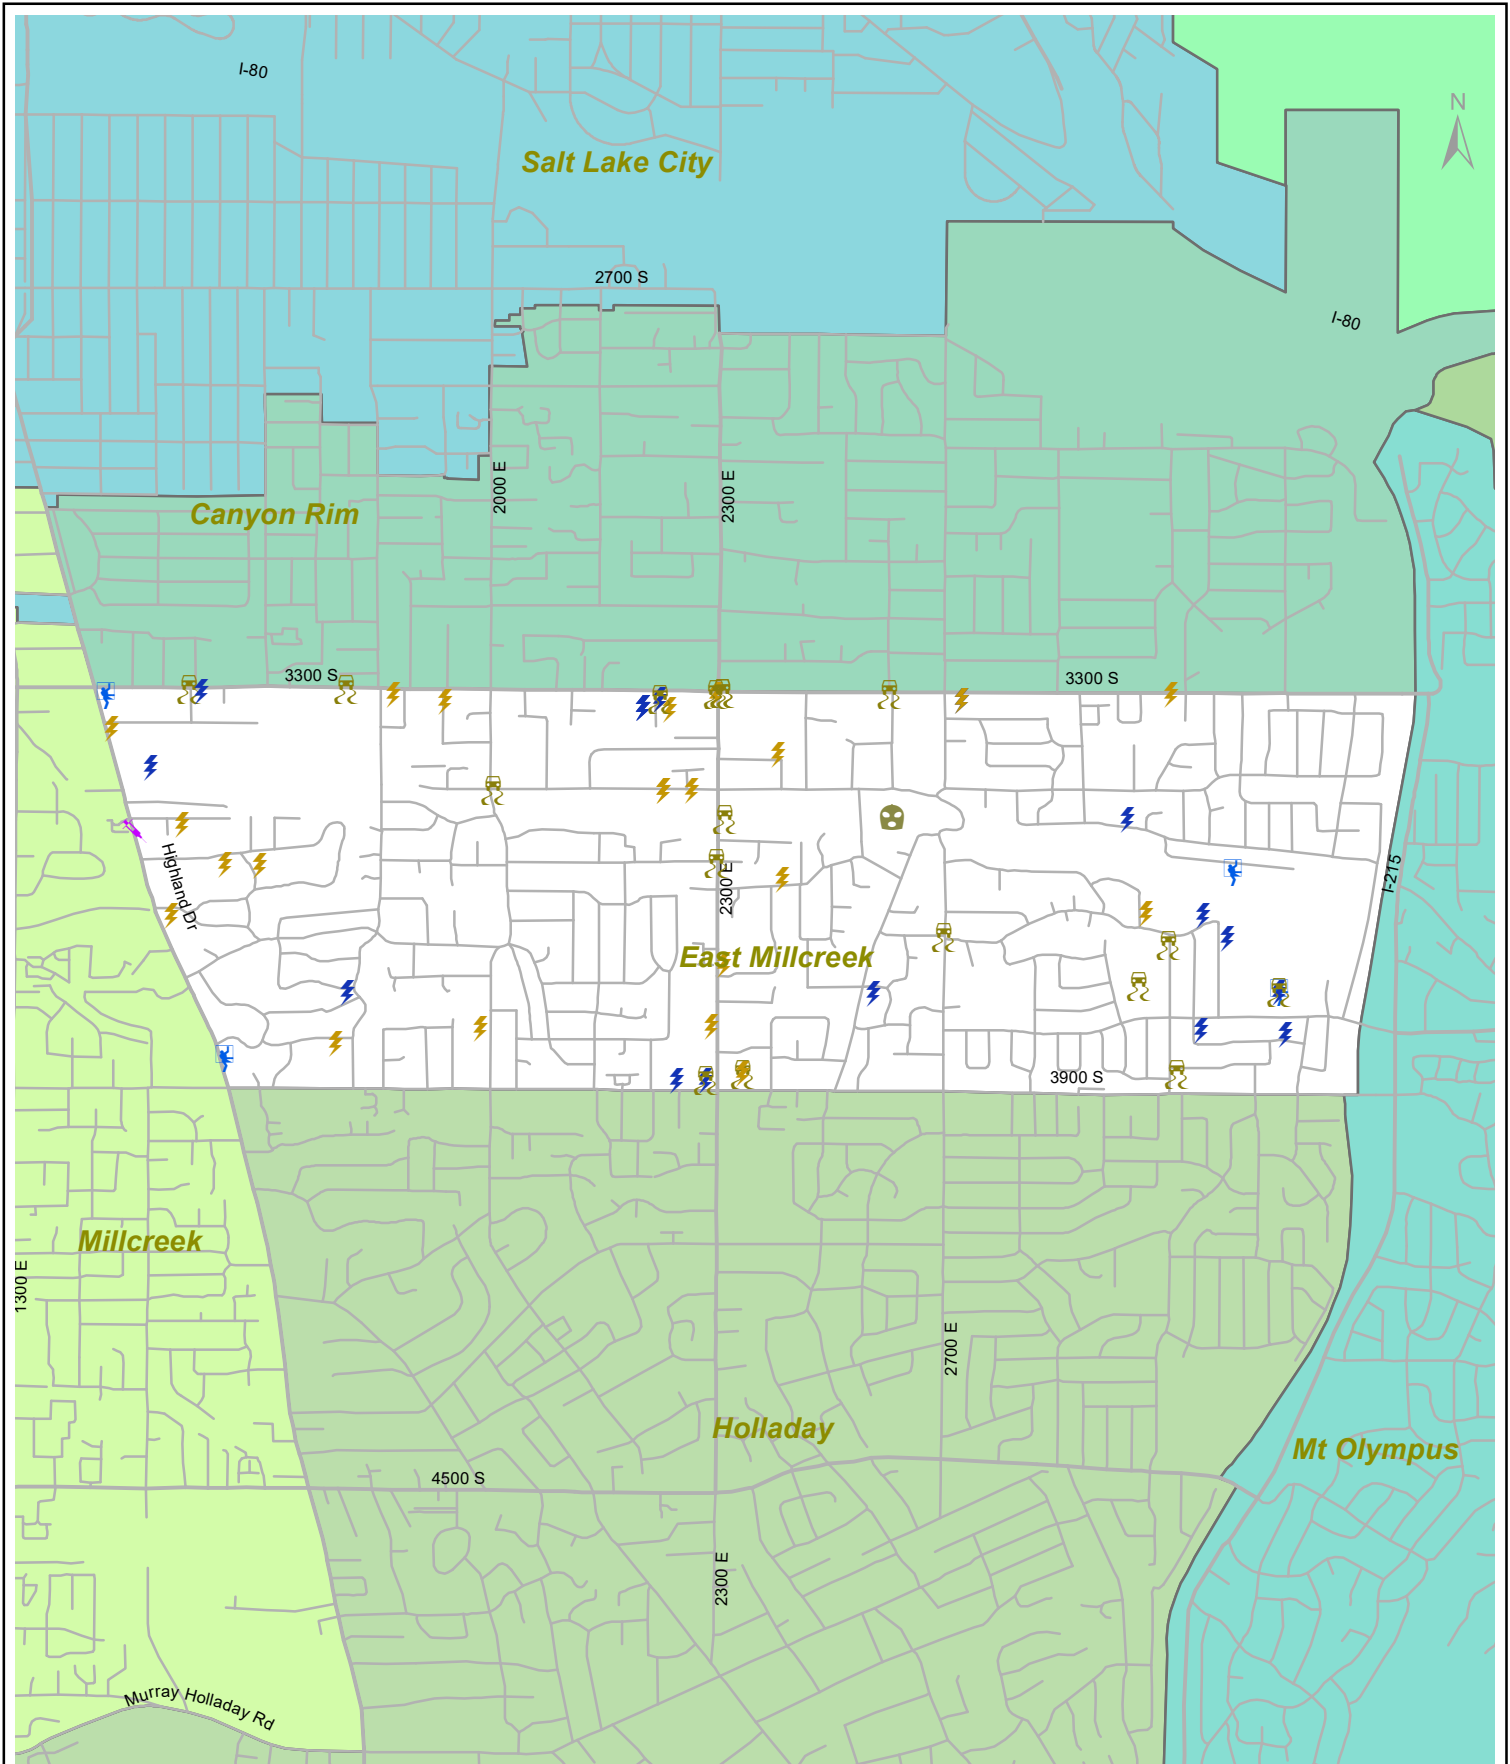 I-80
N
Salt Lake City
2700 S
I-80
2000 E
2300 E
Canyon Rim
3300 S
3300 S
Highland Dr
2300 E
I-215
East Millcreek
3900 S
Millcreek
1300 E
2700 E
Holladay
Mt Olympus
4500 S
2300 E
Murray Holladay Rd